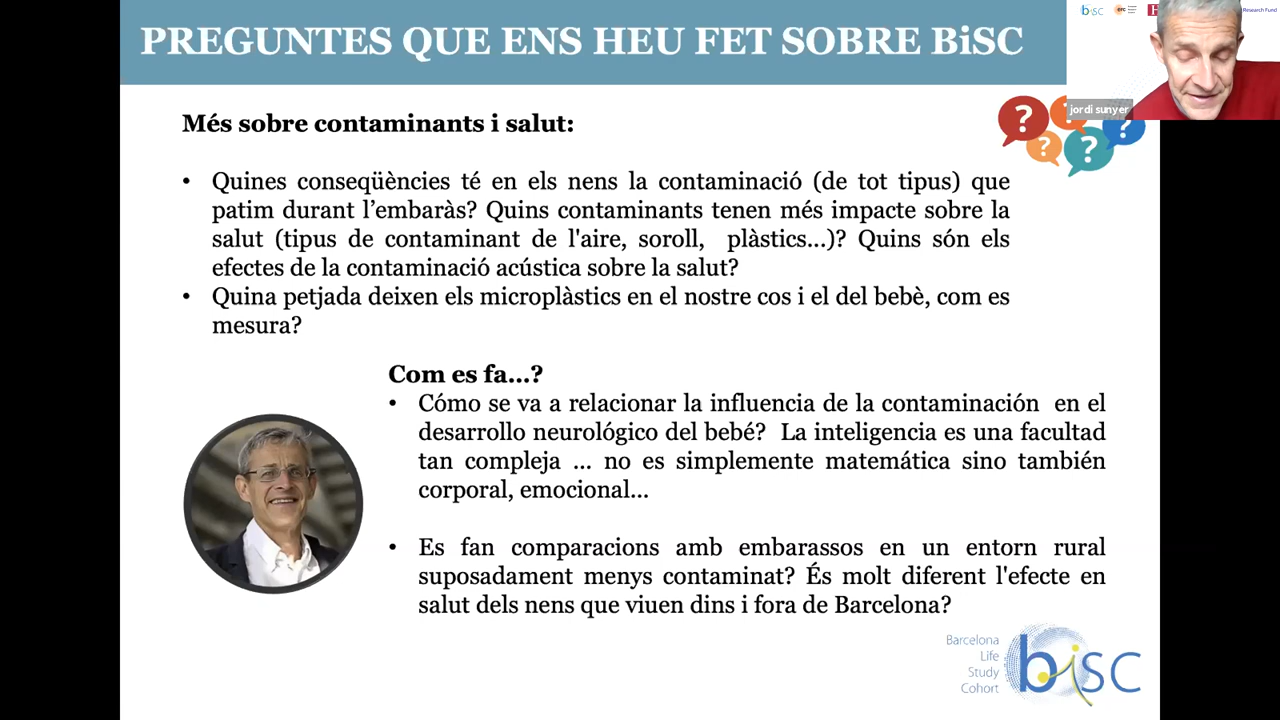 PREGUNTES QUE ENS HEU FET SOBRE BiSC
bisc erc Research Fund
jordi sunyer
Més sobre contaminants i salut:
? ? ? ?
• Quines conseqüències té en els nens la contaminació (de tot tipus) que
patim durant l’embaràs? Quins contaminants tenen més impacte sobre la
salut (tipus de contaminant de l'aire, soroll, plàstics...)? Quins són els
efectes de la contaminació acústica sobre la salut?
• Quina petjada deixen els microplàstics en el nostre cos i el del bebè, com es
mesura?
Com es fa...?
• Cómo se va a relacionar la influencia de la contaminación en el
desarrollo neurológico del bebé? La inteligencia es una facultad
tan compleja ... no es simplemente matemática sino también
corporal, emocional...
• Es fan comparacions amb embarassos en un entorn rural
suposadament menys contaminat? És molt diferent l'efecte en
salut dels nens que viuen dins i fora de Barcelona?
Barcelona
Life
Study
Cohort
bisc